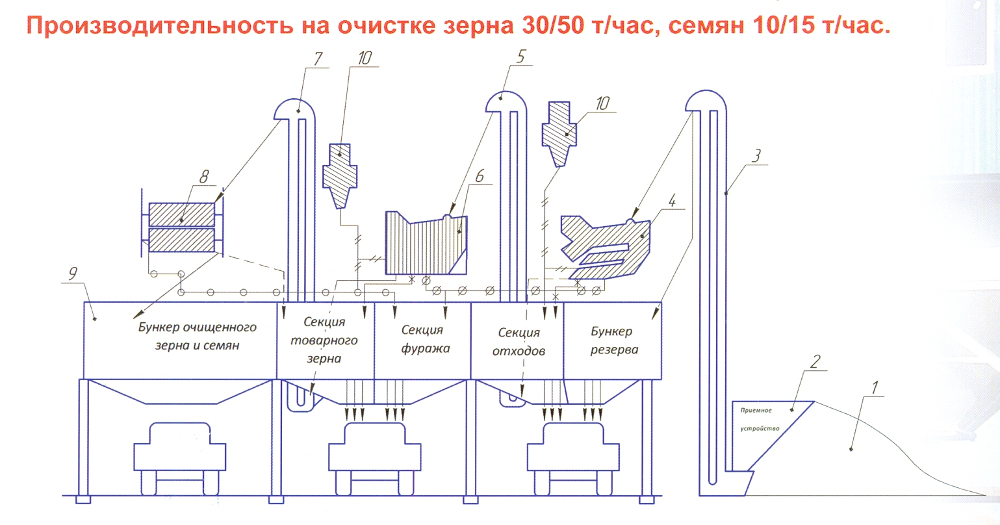 Производительность на очистке зерна 30/50 т/час, семян 10/15 т/час.
7
10
5
10
3
8
6
4
9
Бункер очищенного
зерна и семян
Секция
товарного
зерна
Секция
фуража
Секция
отходов
Бункер
резерва
2
1
Приемное
устройство